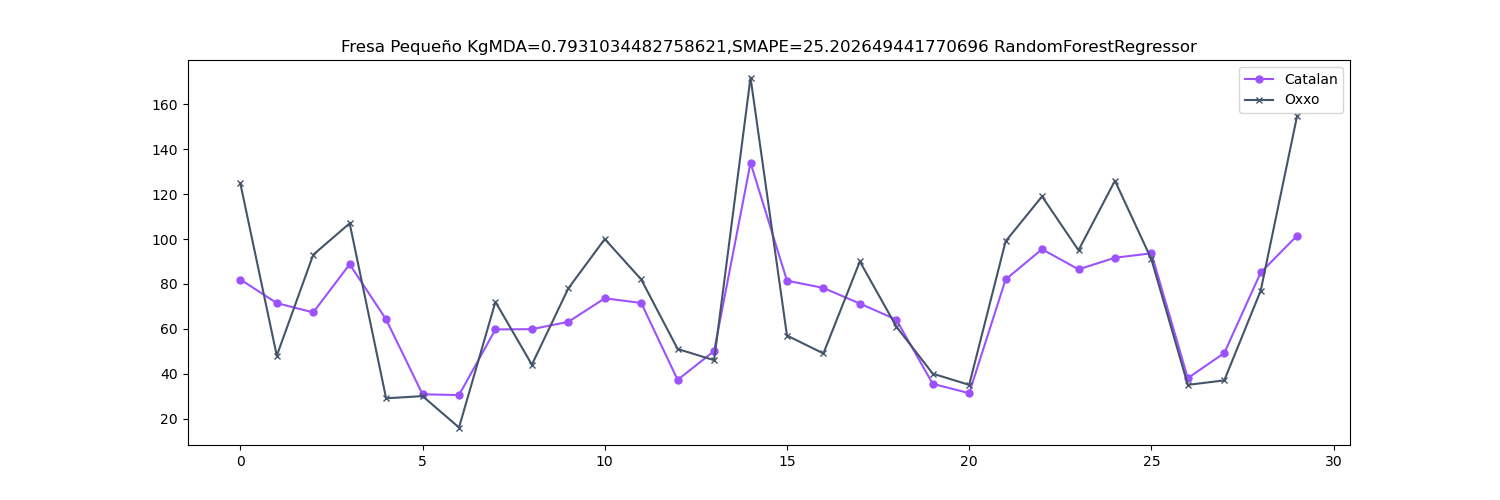 Fresa Pequeño KgMDA=0.7931034482758621,SMAPE=25.202649441770696 RandomForestRegressor
Catalan
Oxxo
160
140
120
100
80
60
40
20
0 5 10 15 20 25 30